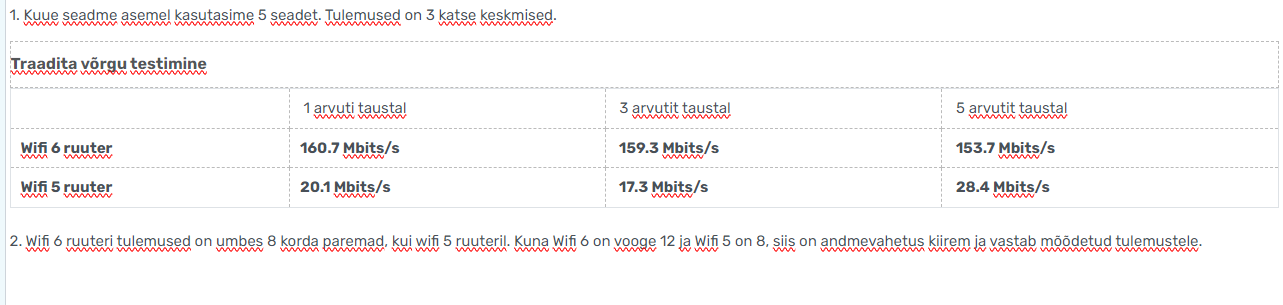 1. Kuue seadme asemel kasutasime 5 seadet. Tulemused on 3 katse keskmised.
Traadita võrgu testimine
1 arvuti taustal 3 arvutit taustal 5 arvutit taustal
Wifi 6 ruuter 160.7 Mbits/s 159.3 Mbits/s 153.7 Mbits/s
Wifi 5 ruuter 20.1 Mbits/s 17.3 Mbits/s 28.4 Mbits/s
2. Wifi 6 ruuteri tulemused on umbes 8 korda paremad, kui wifi 5 ruuteril. Kuna Wifi 6 on vooge 12 ja Wifi 5 on 8, siis on andmevahetus kiirem ja vastab mõõdetud tulemustele.